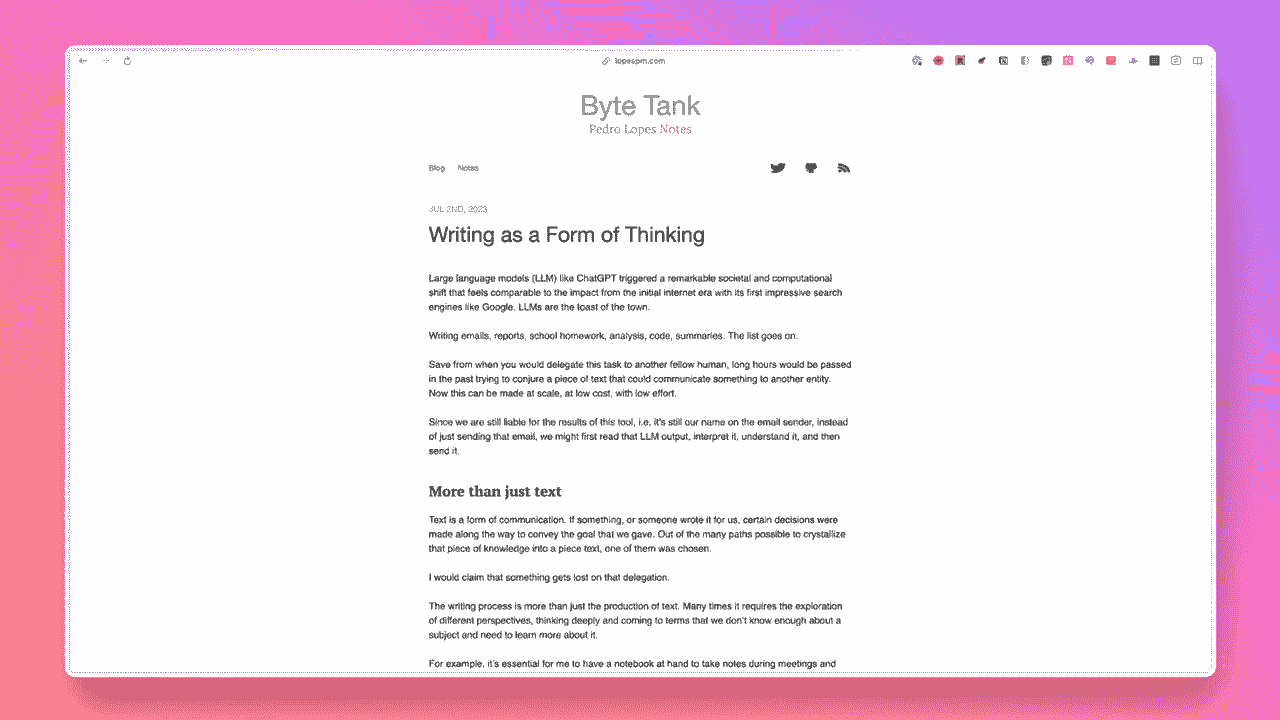 lopespm.com
Byte Tank
Pedro Lopes Notes
Blog Notes
JUL 2ND, 2023
Writing as a Form of Thinking
Large language models (LLM) like ChatGPT triggered a remarkable societal and computational
shift that feels comparable to the impact from the initial internet era with its first impressive search
engines like Google. LLMs are the toast of the town.
Writing emails, reports, school homework, analysis, code, summaries. The list goes on.
Save from when you would delegate this task to another fellow human, long hours would be passed
in the past trying to conjure a piece of text that could communicate something to another entity.
Now this can be made at scale, at low cost, with low effort.
Since we are still liable for the results of this tool, i.e. it's still our name on the email sender, instead
of just sending that email, we might first read that LLM output, interpret it, understand it, and then
send it.
More than just text
Text is a form of communication. If something, or someone wrote it for us, certain decisions were
made along the way to convey the goal that we gave. Out of the many paths possible to crystallize
that piece of knowledge into a piece text, one of them was chosen.
I would claim that something gets lost on that delegation.
The writing process is more than just the production of text. Many times it requires the exploration
of different perspectives, thinking deeply and coming to terms that we don't know enough about a
subject and need to learn more about it.
For example, it's essential for me to have a notebook at hand to take notes during meetings and